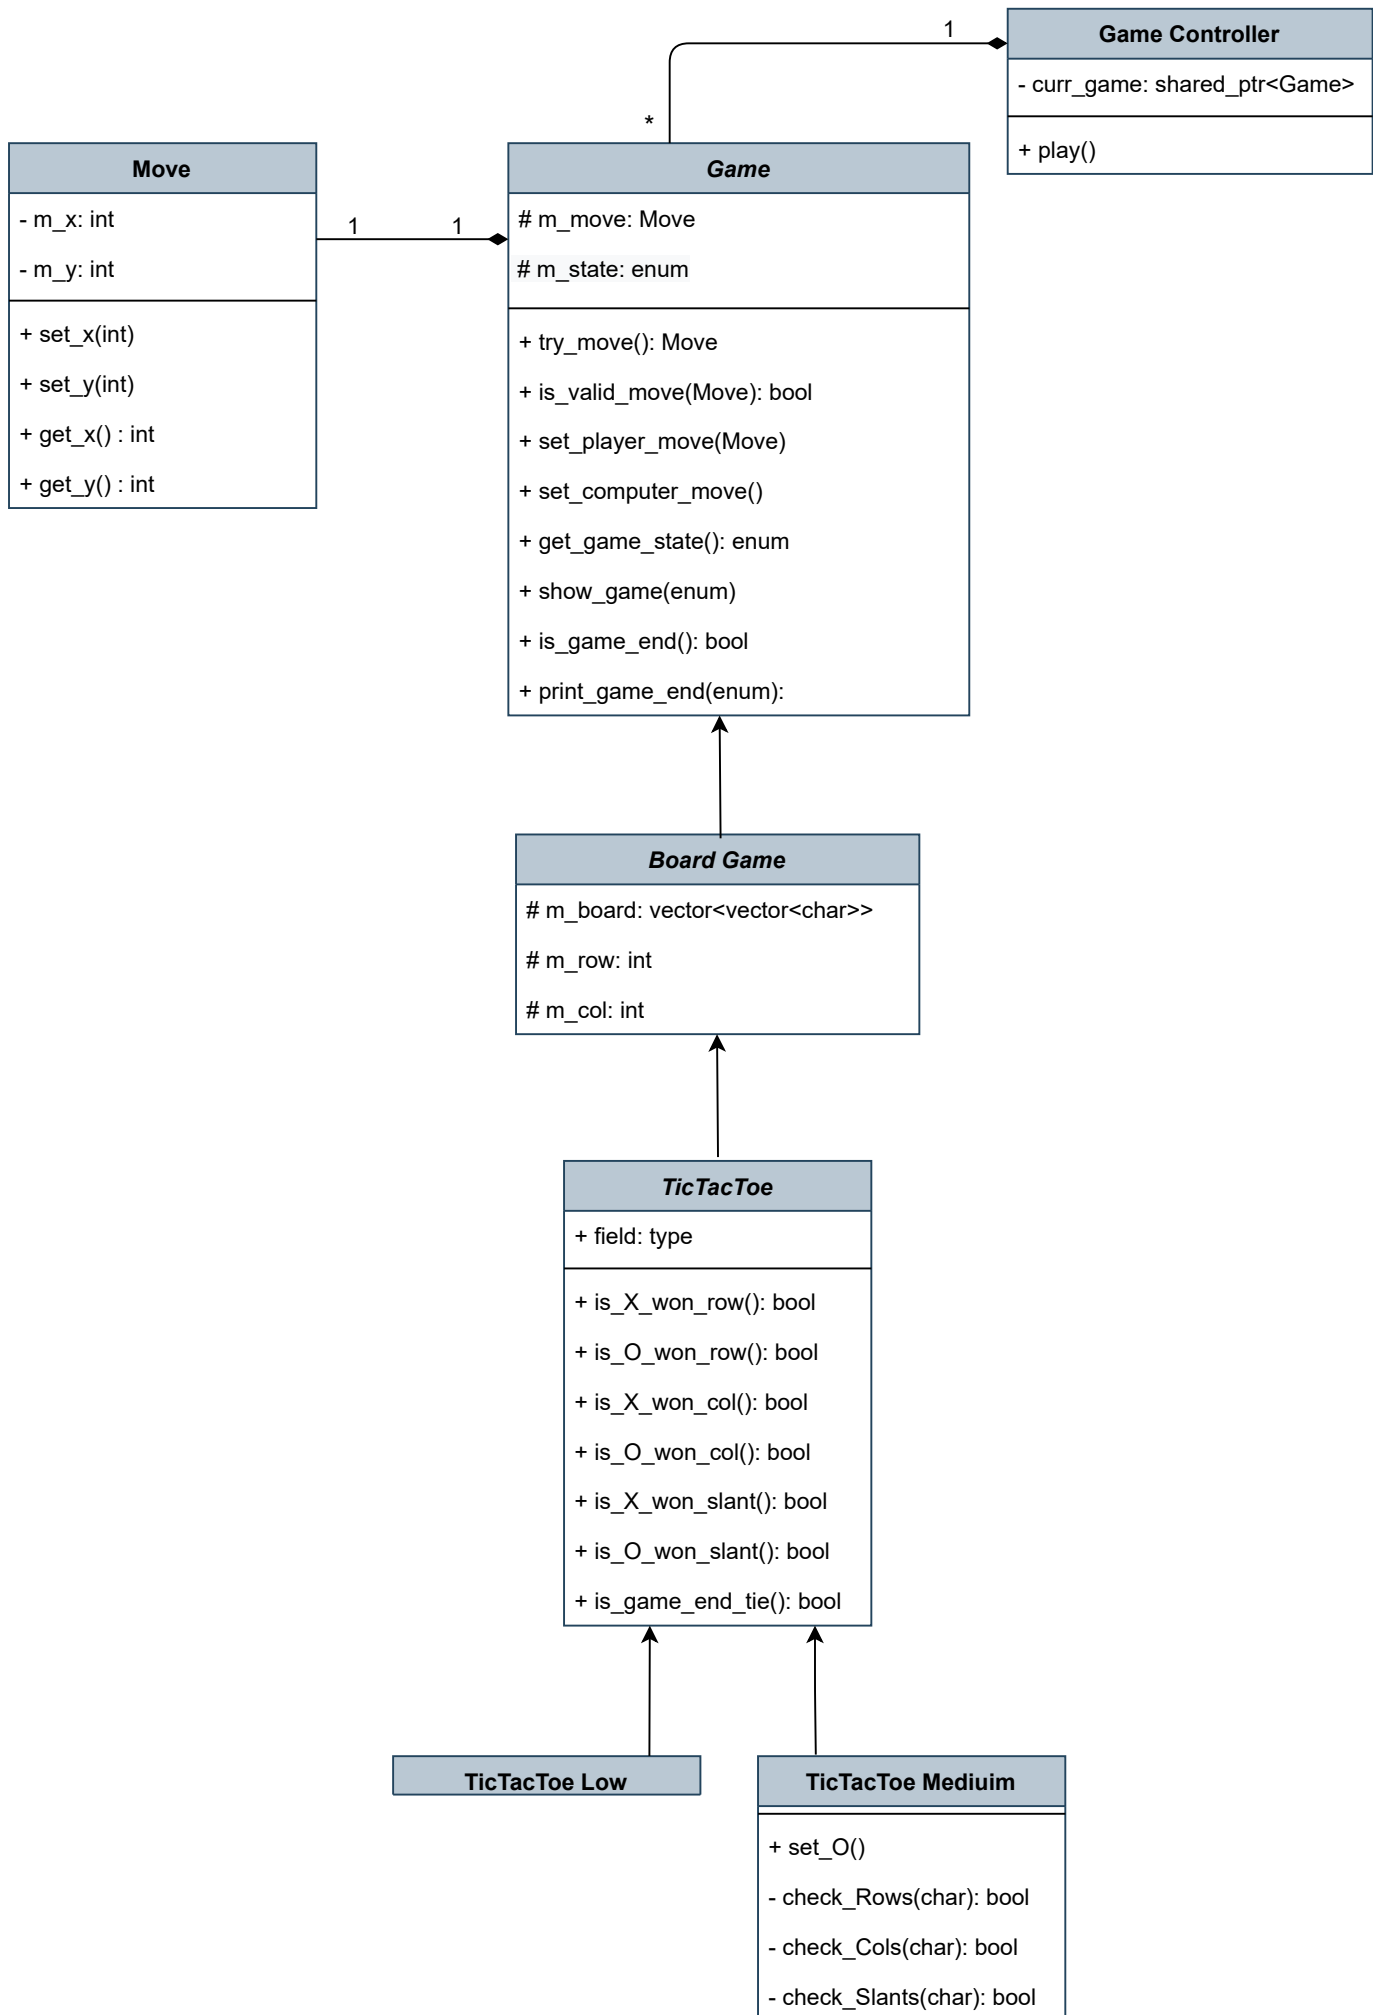 1
Game Controller
- curr_game: shared_ptr<Game>
+ play()
*
Move
- m_x: int
- m_y: int
+ set_x(int)
+ set_y(int)
+ get_x() : int
+ get_y() : int
1
1
Game
# m_move: Move
# m_state: enum
+ try_move(): Move
+ is_valid_move(Move): bool
+ set_player_move(Move)
+ set_computer_move()
+ get_game_state(): enum
+ show_game(enum)
+ is_game_end(): bool
+ print_game_end(enum):
Board Game
# m_board: vector<vector<char>>
# m_row: int
# m_col: int
TicTacToe
+ field: type
+ is_X_won_row(): bool
+ is_O_won_row(): bool
+ is_X_won_col(): bool
+ is_O_won_col(): bool
+ is_X_won_slant(): bool
+ is_O_won_slant(): bool
+ is_game_end_tie(): bool
TicTacToe Low
TicTacToe Mediuim
+ set_O()
- check_Rows(char): bool
- check_Cols(char): bool
- check_Slants(char): bool